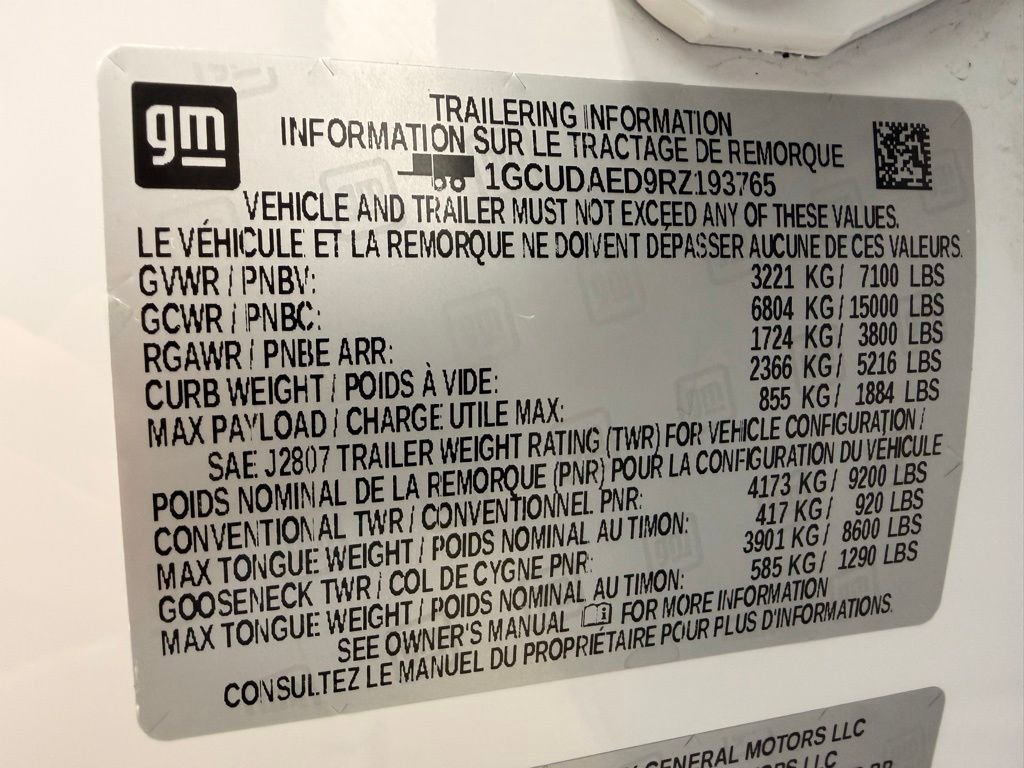 gm
TRAILERING INFORMATION
INFORMATION SUR LE TRACTAGE DE REMORQUE
1GCUDAED9RZ193765
VEHICLE AND TRAILER MUST NOT EXCEED ANY OF THESE VALUES.
LE VÉHICULE ET LA REMORQUE NE DOIVENT DÉPASSER AUCUNE DE CES VALEURS.
GVWR / PNBV: 3221 KG / 7100 LBS
GCWR / PNBC: 6804 KG / 15000 LBS
RGAWR / PNBE ARR: 1724 KG / 3800 LBS
CURB WEIGHT / POIDS À VIDE: 2366 KG / 5216 LBS
MAX PAYLOAD / CHARGE UTILE MAX: 855 KG / 1884 LBS
SAE J2807 TRAILER WEIGHT RATING (TWR) FOR VEHICLE CONFIGURATION /
POIDS NOMINAL DE LA REMORQUE (PNR) POUR LA CONFIGURATION DU VÉHICULE
CONVENTIONAL TWR / CONVENTIONNEL PNR: 4173 KG / 9200 LBS
MAX TONGUE WEIGHT / POIDS NOMINAL AU TIMON: 417 KG / 920 LBS
GOOSENECK TWR / COL DE CYGNE PNR: 3901 KG / 8600 LBS
MAX TONGUE WEIGHT / POIDS NOMINAL AU TIMON: 585 KG / 1290 LBS
SEE OWNER'S MANUAL FOR MORE INFORMATION
CONSULTEZ LE MANUEL DU PROPRIÉTAIRE POUR PLUS D'INFORMATIONS.
GENERAL MOTORS LLC
LLC